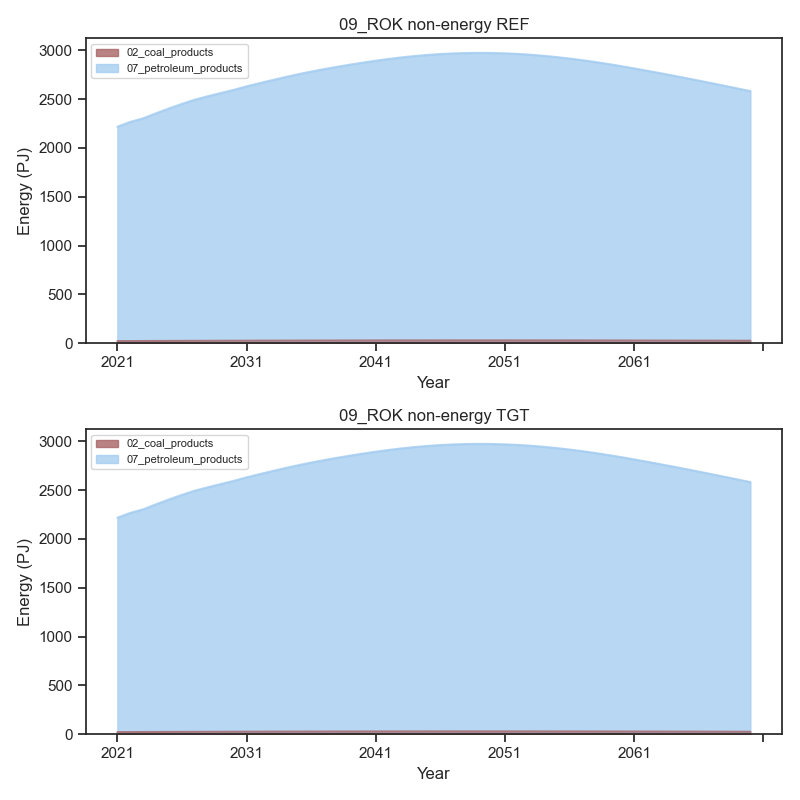 09_ROK non-energy REF
02_coal_products
07_petroleum_products
3000
2500
2000
1500
1000
500
0
Energy (PJ)
2021 2031 2041 2051 2061
Year
09_ROK non-energy TGT
02_coal_products
07_petroleum_products
3000
2500
2000
1500
1000
500
0
Energy (PJ)
2021 2031 2041 2051 2061
Year